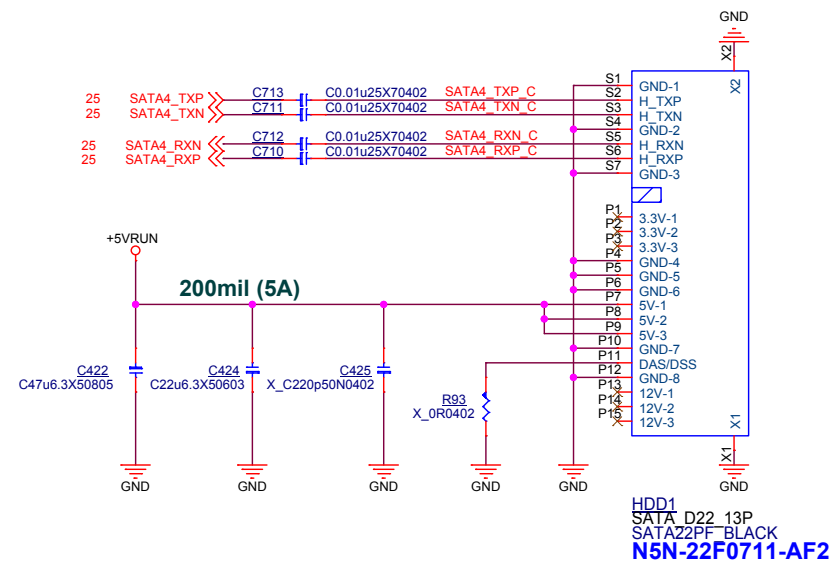 GND
X2
S1 GND-1 X2
25 SATA4_TXP C713 C0.01u25X70402 SATA4_TXP_C S2 H_TXP
25 SATA4_TXN C711 C0.01u25X70402 SATA4_TXN_C S3 H_TXN
S4 GND-2
25 SATA4_RXN C712 C0.01u25X70402 SATA4_RXN_C S5 H_RXN
25 SATA4_RXP C710 C0.01u25X70402 SATA4_RXP_C S6 H_RXP
S7 GND-3
P1 3.3V-1
P2 3.3V-2
P3 3.3V-3
+5VRUN
P4 GND-4
P5 GND-5
P6 GND-6
200mil (5A)
P7 5V-1
P8 5V-2
P9 5V-3
P10 GND-7
P11 DAS/DSS
P12 GND-8
P13 12V-1
P14 12V-2
P15 12V-3
X1
C422
C47u6.3X50805
C424
C22u6.3X50603
C425
X_C220p50N0402
R93
X_0R0402
X1
GND GND GND GND GND GND
HDD1
SATA_D22_13P
SATA22PF_BLACK
N5N-22F0711-AF2